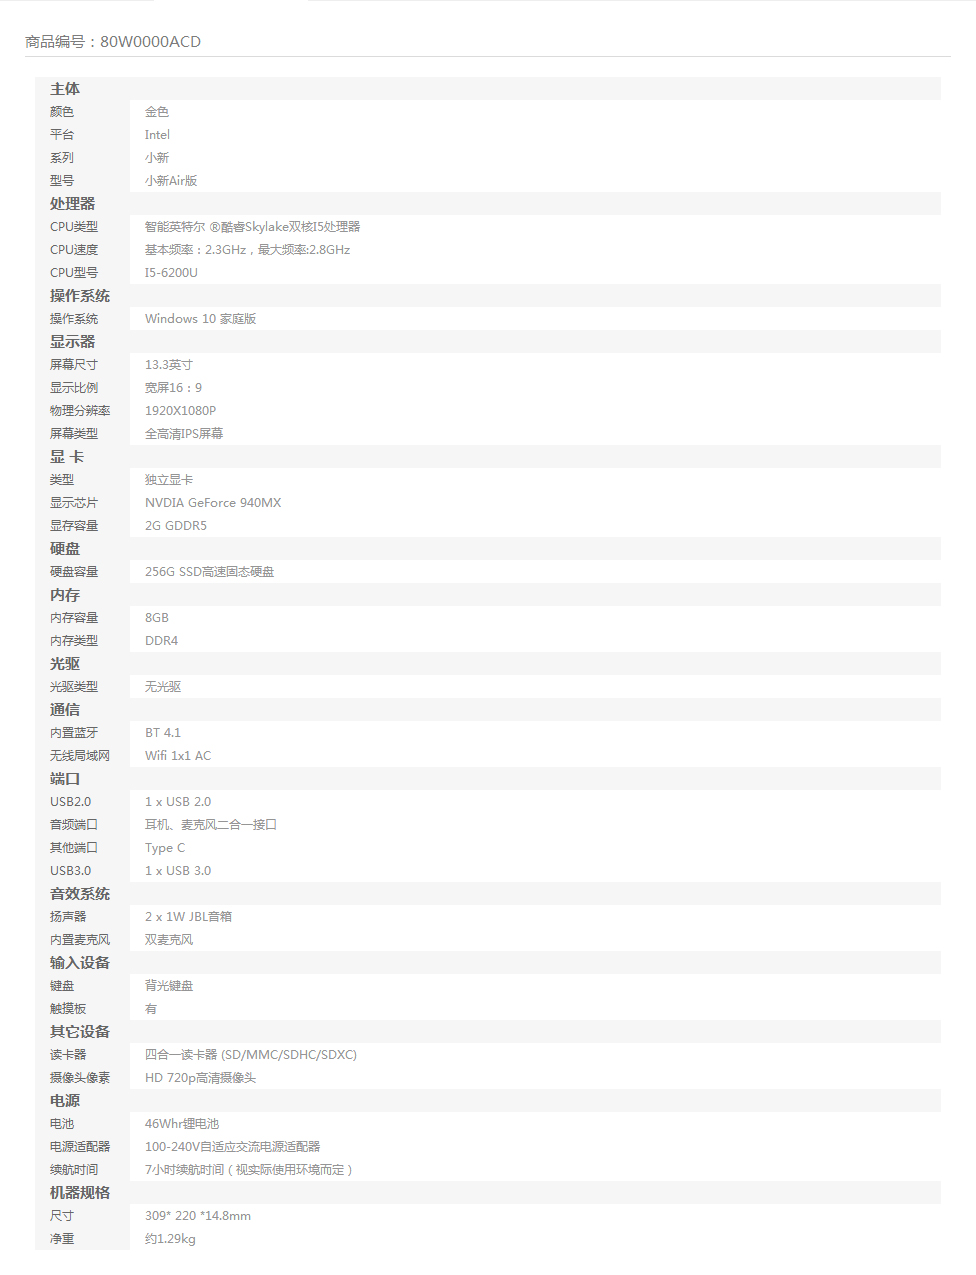 商品编号：80W0000ACD
主体
颜色 金色
平台 Intel
系列 小新
型号 小新Air版
处理器
CPU类型 智能英特尔 ®酷睿Skylake双核I5处理器
CPU速度 基本频率：2.3GHz，最大频率:2.8GHz
CPU型号 I5-6200U
操作系统
操作系统 Windows 10 家庭版
显示器
屏幕尺寸 13.3英寸
显示比例 宽屏16：9
物理分辨率 1920X1080P
屏幕类型 全高清IPS屏幕
显 卡
类型 独立显卡
显示芯片 NVDIA GeForce 940MX
显存容量 2G GDDR5
硬盘
硬盘容量 256G SSD高速固态硬盘
内存
内存容量 8GB
内存类型 DDR4
光驱
光驱类型 无光驱
通信
内置蓝牙 BT 4.1
无线局域网 Wifi 1x1 AC
端口
USB2.0 1 x USB 2.0
音频端口 耳机、麦克风二合一接口
其他端口 Type C
USB3.0 1 x USB 3.0
音效系统
扬声器 2 x 1W JBL音箱
内置麦克风 双麦克风
输入设备
键盘 背光键盘
触摸板 有
其它设备
读卡器 四合一读卡器 (SD/MMC/SDHC/SDXC)
摄像头像素 HD 720p高清摄像头
电源
电池 46Whr锂电池
电源适配器 100-240V自适应交流电源适配器
续航时间 7小时续航时间（视实际使用环境而定）
机器规格
尺寸 309* 220 *14.8mm
净重 约1.29kg